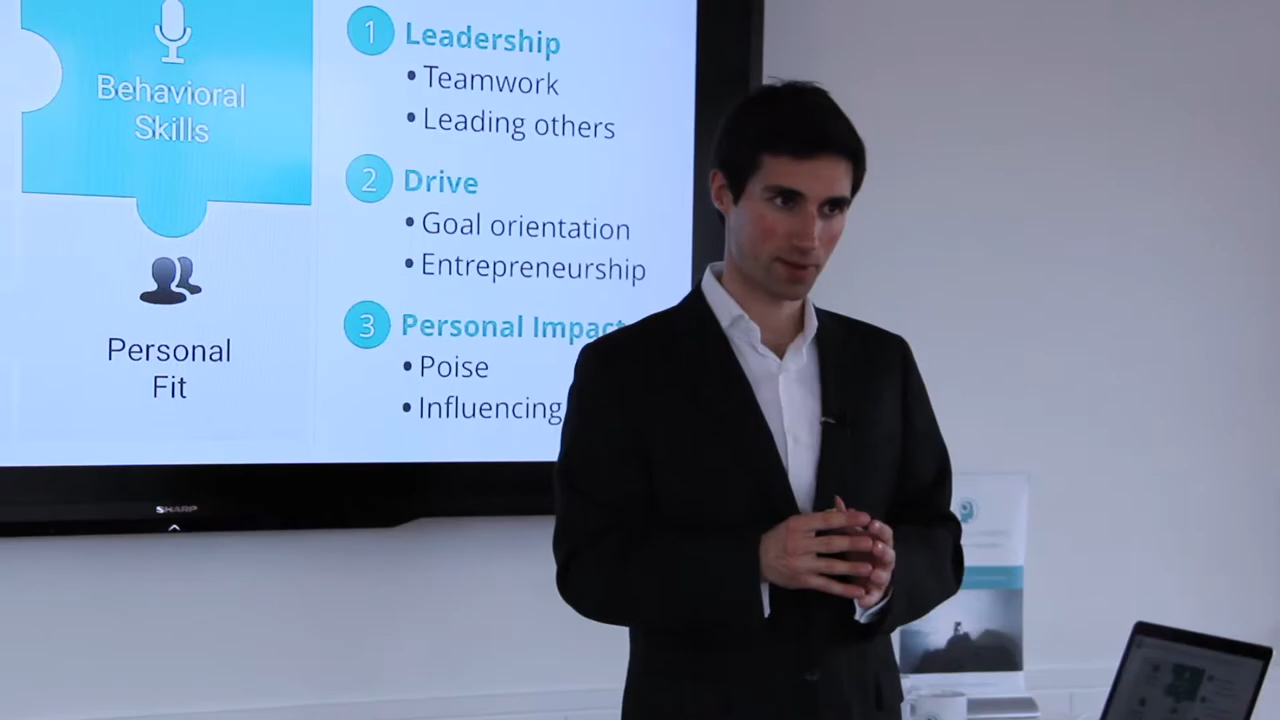 Behavioral
Skills
Personal
Fit
1 Leadership
• Teamwork
• Leading others
2 Drive
• Goal orientation
• Entrepreneurship
3 Personal Impact
• Poise
• Influencing
SHARP